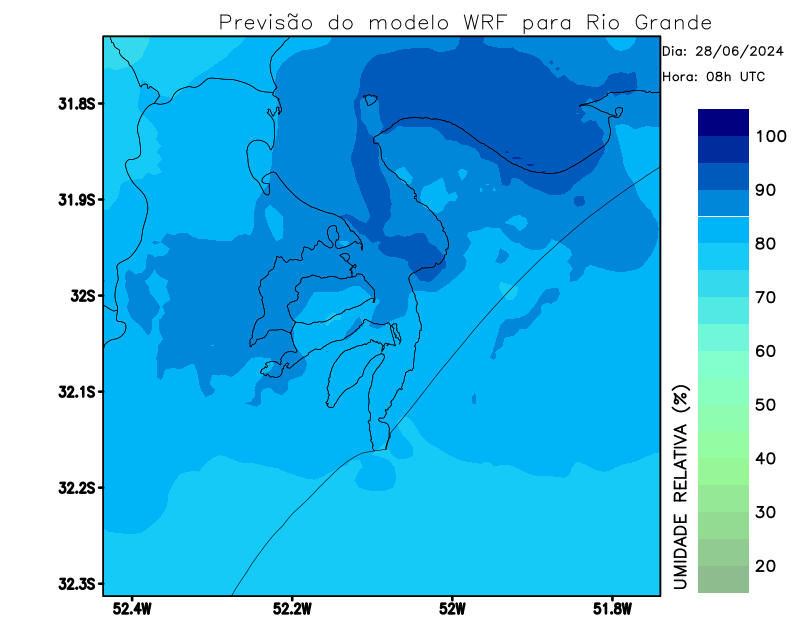 Previsão do modelo WRF para Rio Grande
Dia: 28/06/2024
Hora: 08h UTC
31.8S
31.9S
32S
32.1S
32.2S
32.3S
52.4W
52.2W
52W
51.8W
100
90
80
70
60
50
40
30
20
UMIDADE RELATIVA (%)